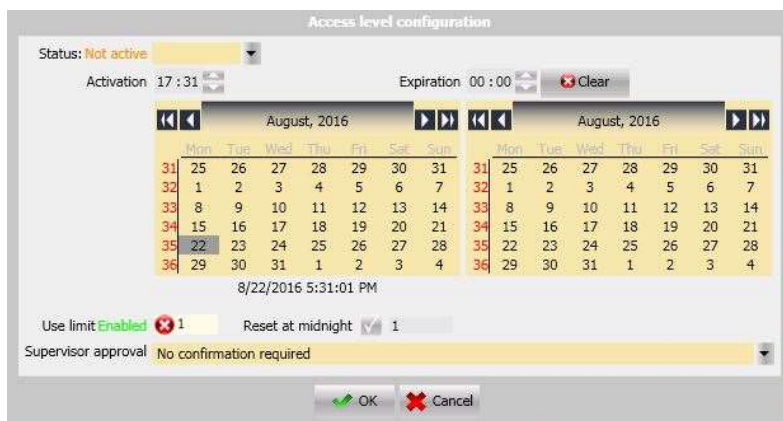 Access level configuration
Status: Not active
Activation 17 : 31 Expiration 00 : 00 Clear
August, 2016 August, 2016
Mon Tue Wed Thu Fri Sat Sun Mon Tue Wed Thu Fri Sat Sun
31 25 26 27 28 29 30 31 31 25 26 27 28 29 30 31
32 1 2 3 4 5 6 7 32 1 2 3 4 5 6 7
33 8 9 10 11 12 13 14 33 8 9 10 11 12 13 14
34 15 16 17 18 19 20 21 34 15 16 17 18 19 20 21
35 22 23 24 25 26 27 28 35 22 23 24 25 26 27 28
36 29 30 31 1 2 3 4 36 29 30 31 1 2 3 4
8/22/2016 5:31:01 PM
Use limit Enabled 1 Reset at midnight 1
Supervisor approval No confirmation required
OK Cancel